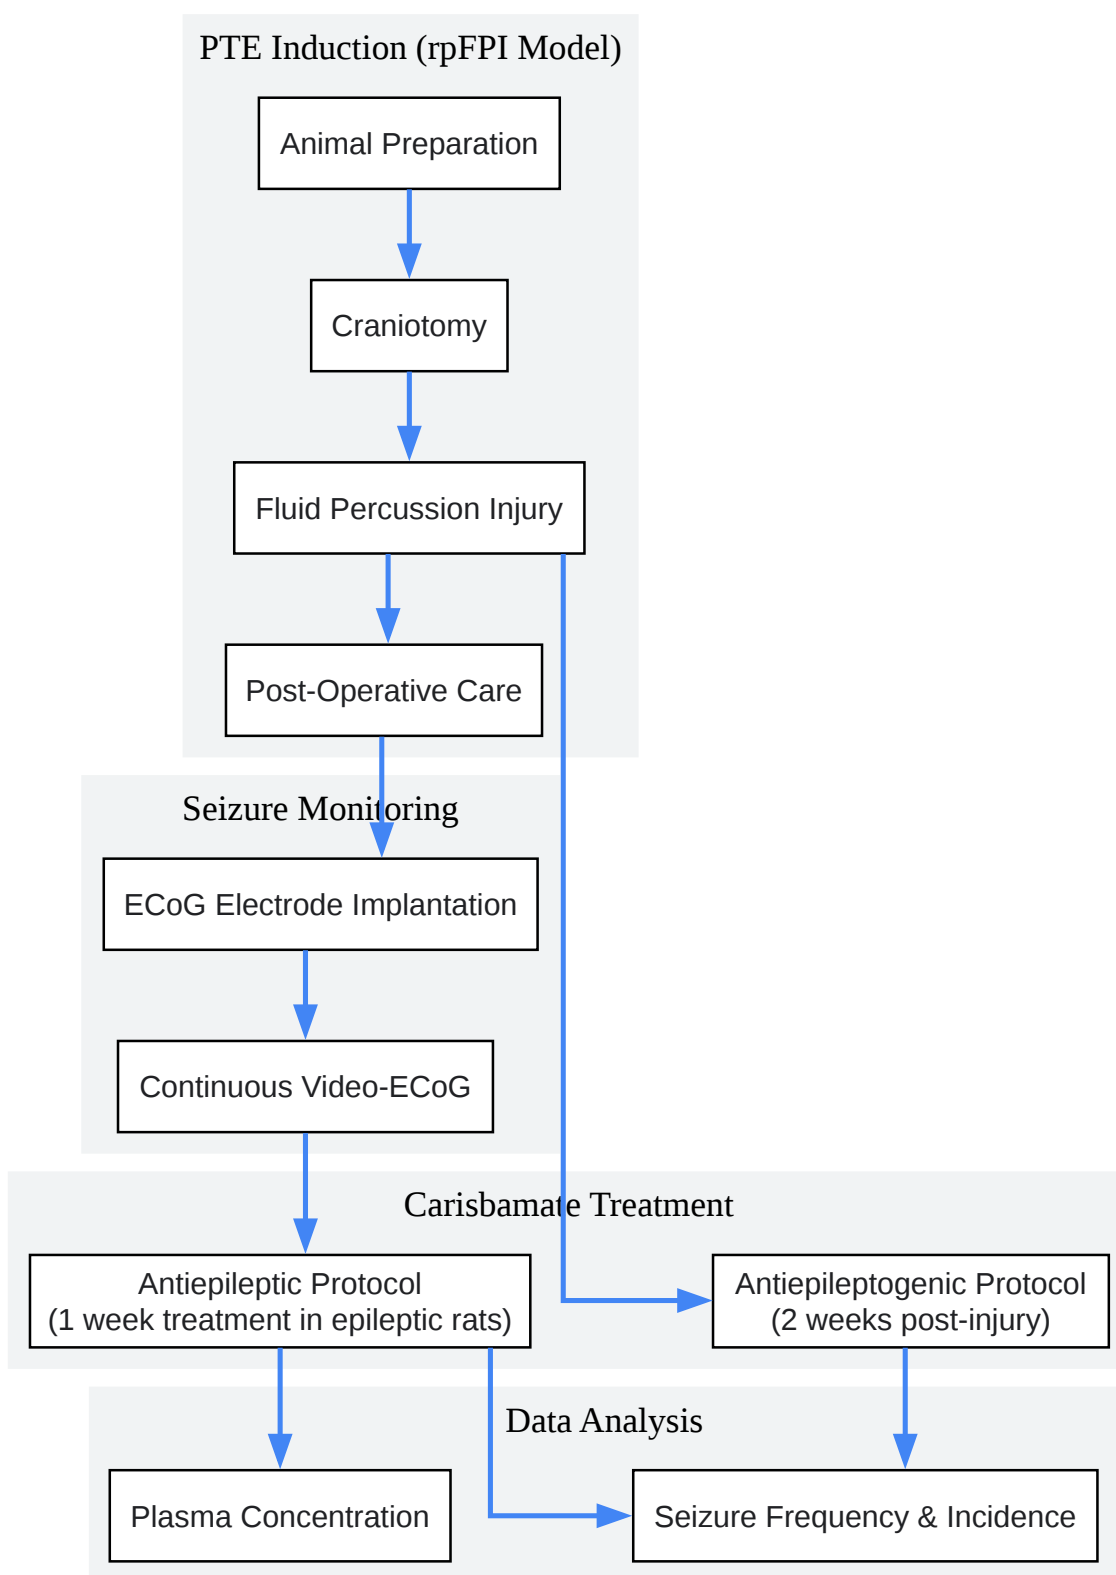 PTE Induction (rpFPI Model)
Animal Preparation
Craniotomy
Fluid Percussion Injury
Post-Operative Care
Seizure Monitoring
ECoG Electrode Implantation
Continuous Video-ECoG
Carisbamate Treatment
Antiepileptic Protocol
(1 week treatment in epileptic rats)
Antiepileptogenic Protocol
(2 weeks post-injury)
Data Analysis
Plasma Concentration
Seizure Frequency & Incidence